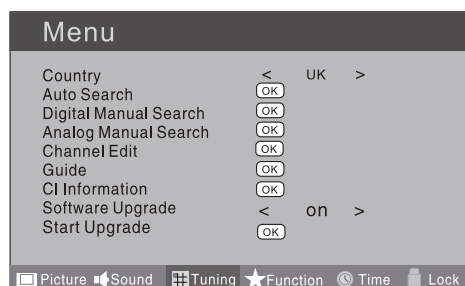 Menu
Country < UK >
Auto Search OK
Digital Manual Search OK
Analog Manual Search OK
Channel Edit OK
Guide OK
CI Information OK
Software Upgrade < on >
Start Upgrade OK
Picture Sound Tuning Function Time Lock